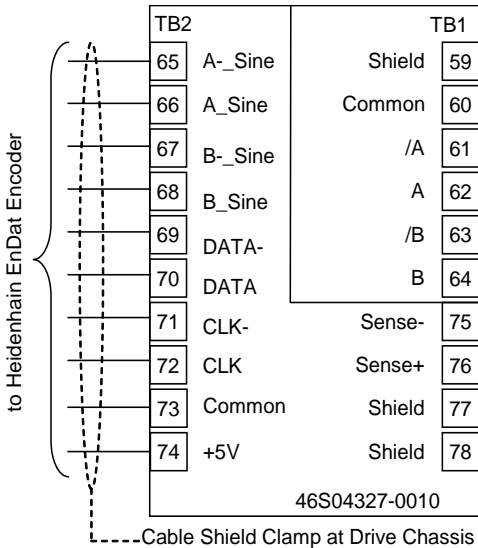 TB2 TB1
65 A-_Sine Shield 59
66 A_Sine Common 60
67 B-_Sine /A 61
68 B_Sine A 62
69 DATA- /B 63
70 DATA B 64
71 CLK- Sense- 75
72 CLK Sense+ 76
73 Common Shield 77
74 +5V Shield 78
to Heidenhain EnDat Encoder
46S04327-0010
Cable Shield Clamp at Drive Chassis